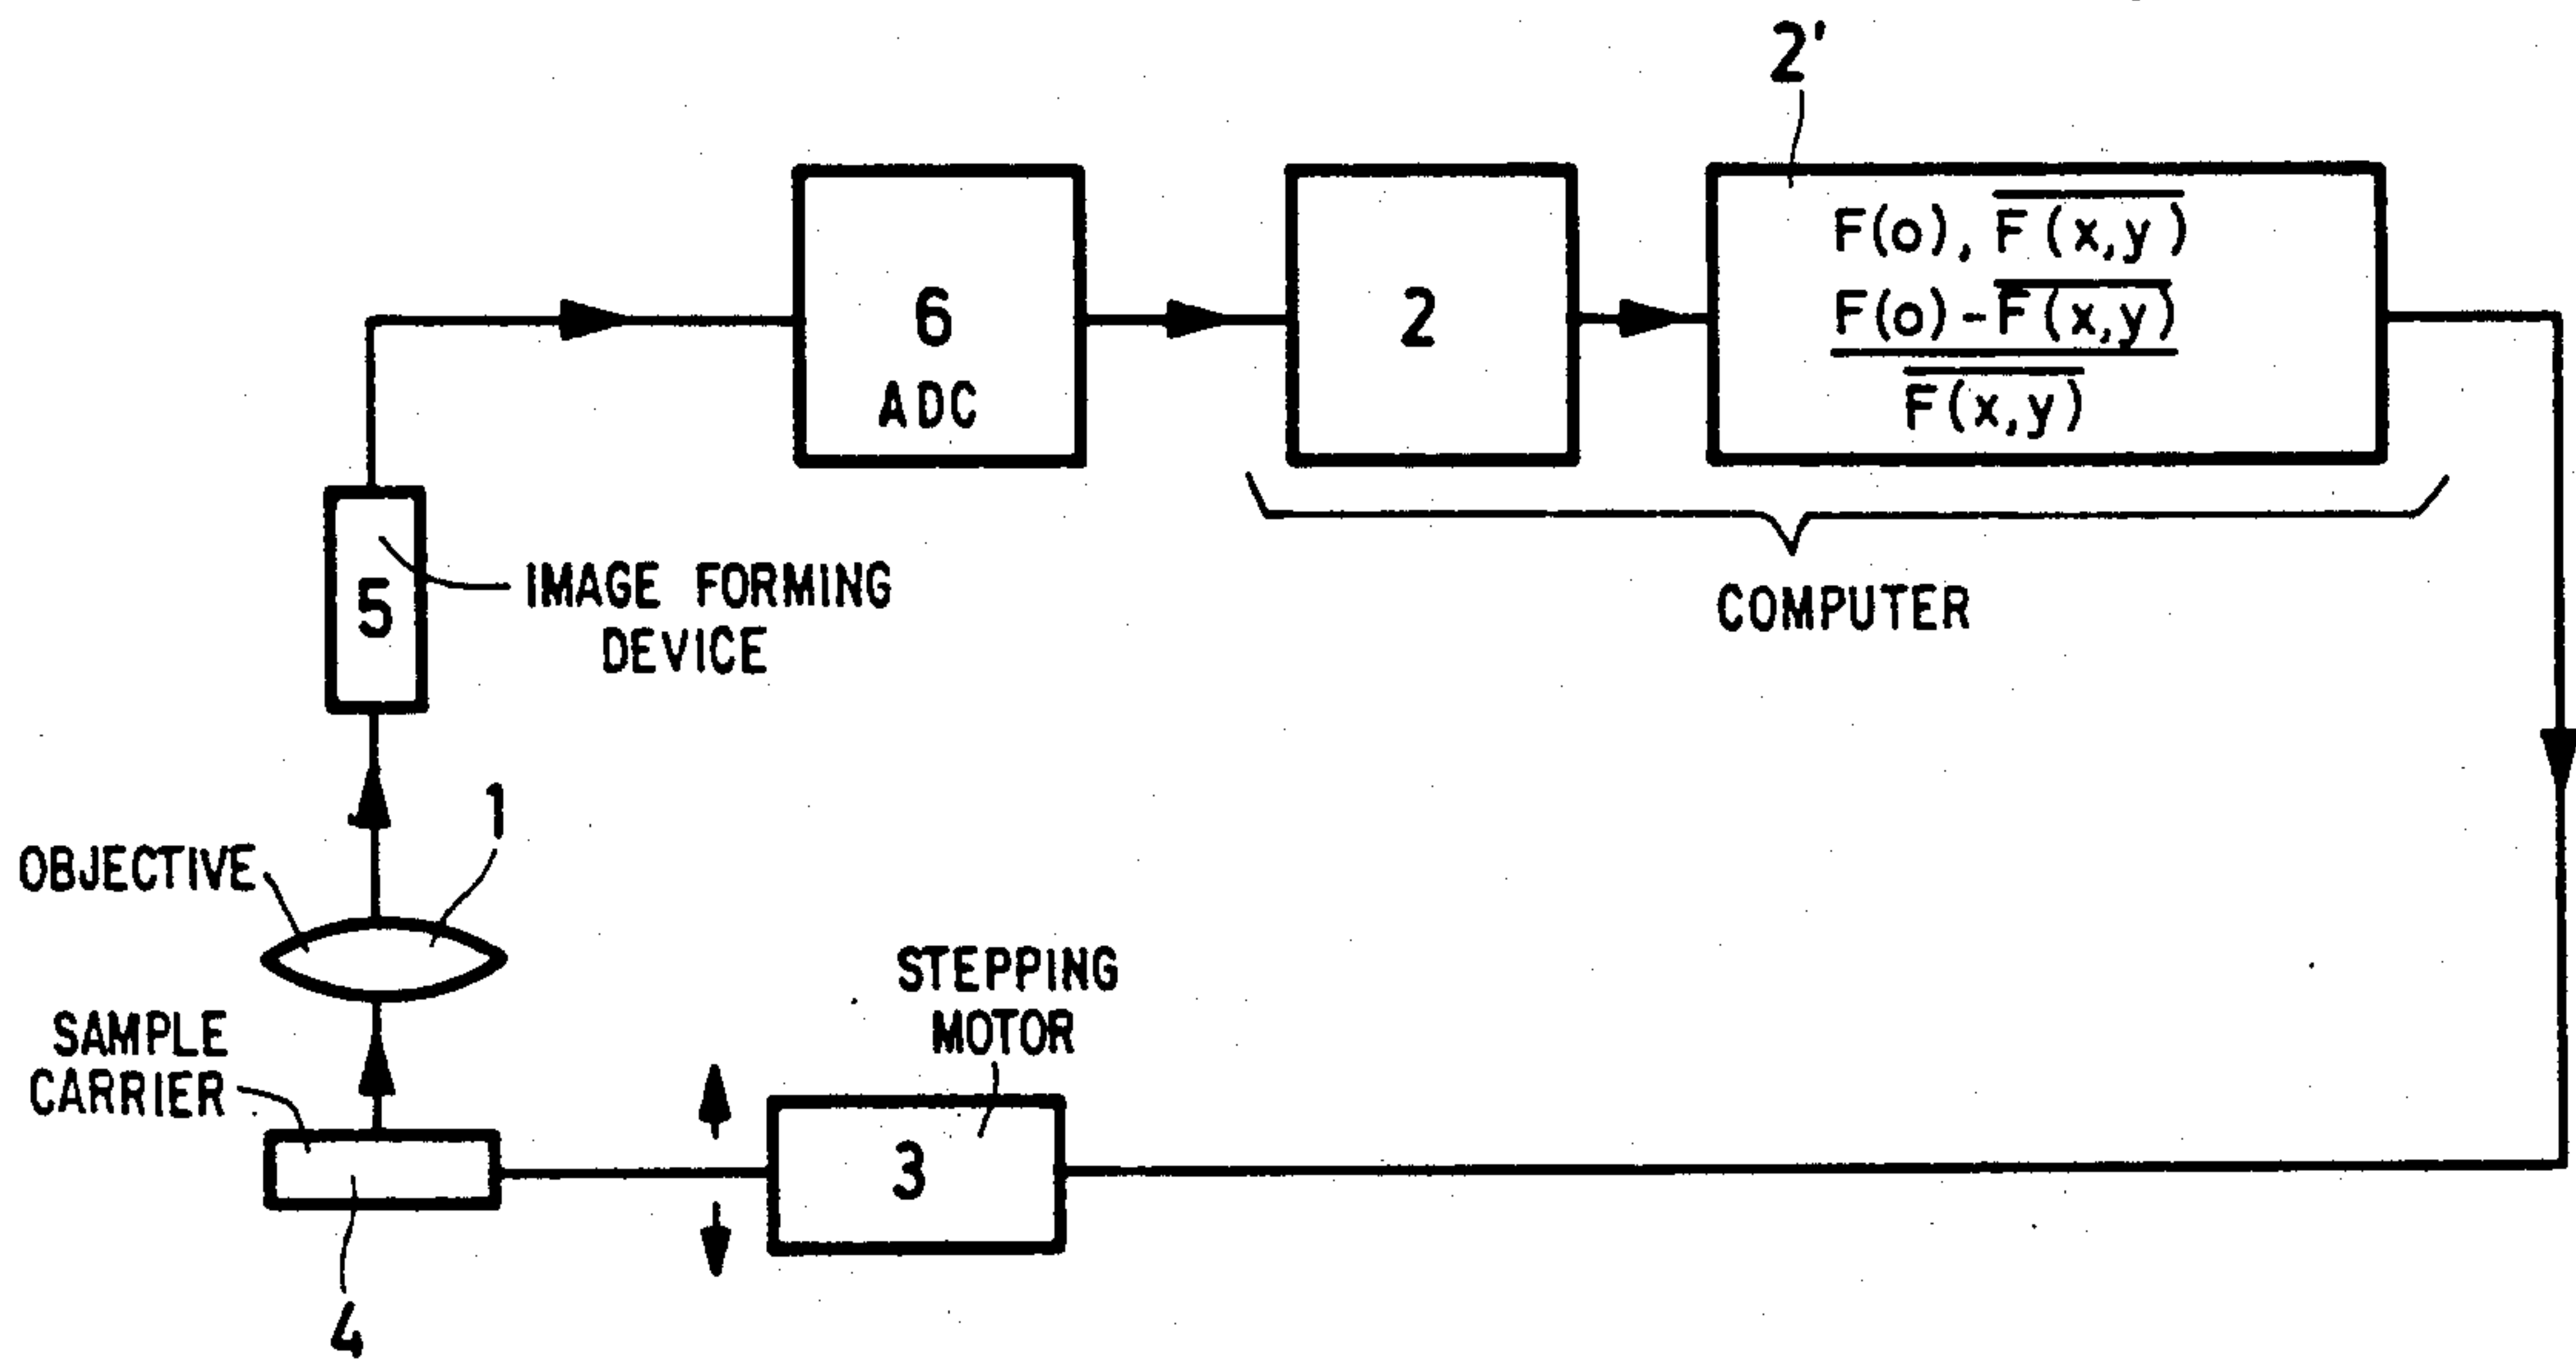 2'
6
ADC
2
F(o), F̅(̅x̅,̅y̅)̅
F(o) - F̅(̅x̅,̅y̅)̅
F̅(̅x̅,̅y̅)̅
5
IMAGE FORMING
DEVICE
COMPUTER
1
OBJECTIVE
STEPPING
MOTOR
SAMPLE
CARRIER
3
4